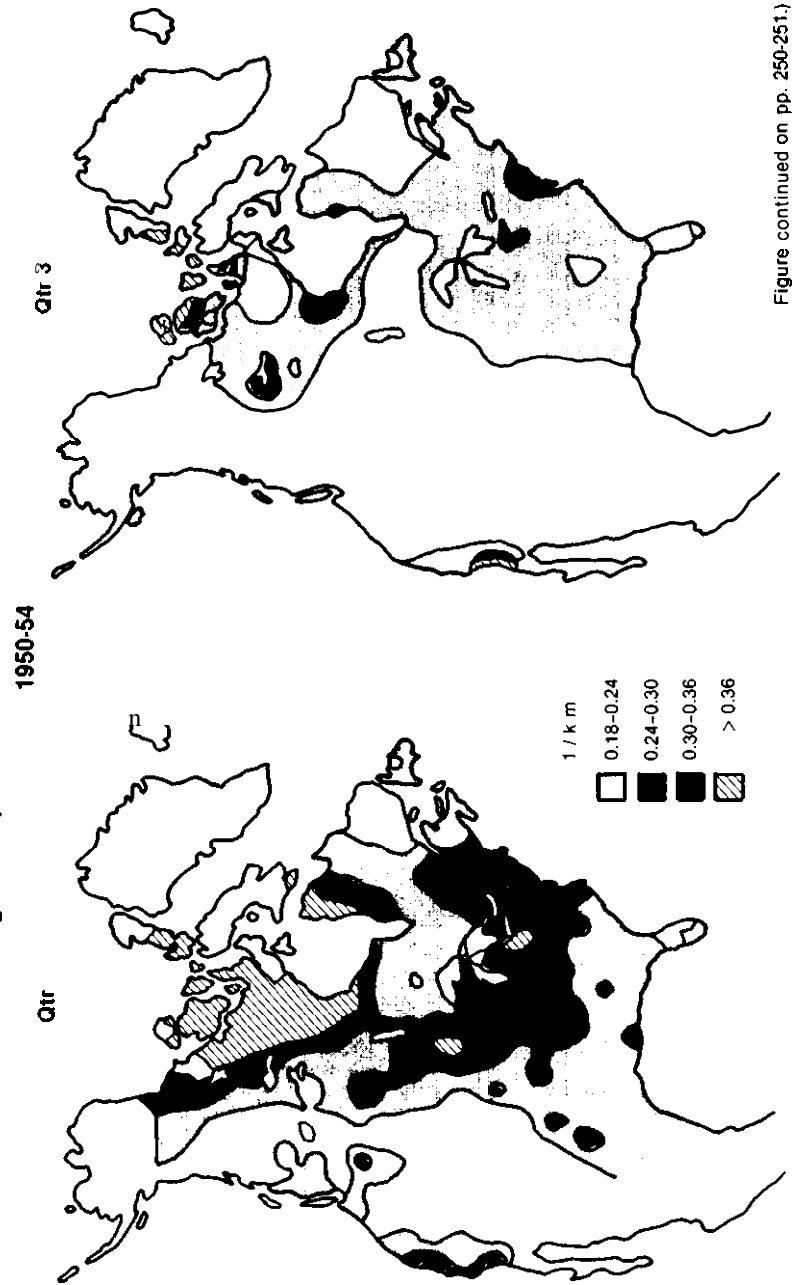 1950-54
Qtr
Qtr 3
n
1 / k m
0.18-0.24
0.24-0.30
0.30-0.36
> 0.36
Figure continued on pp. 250-251.)